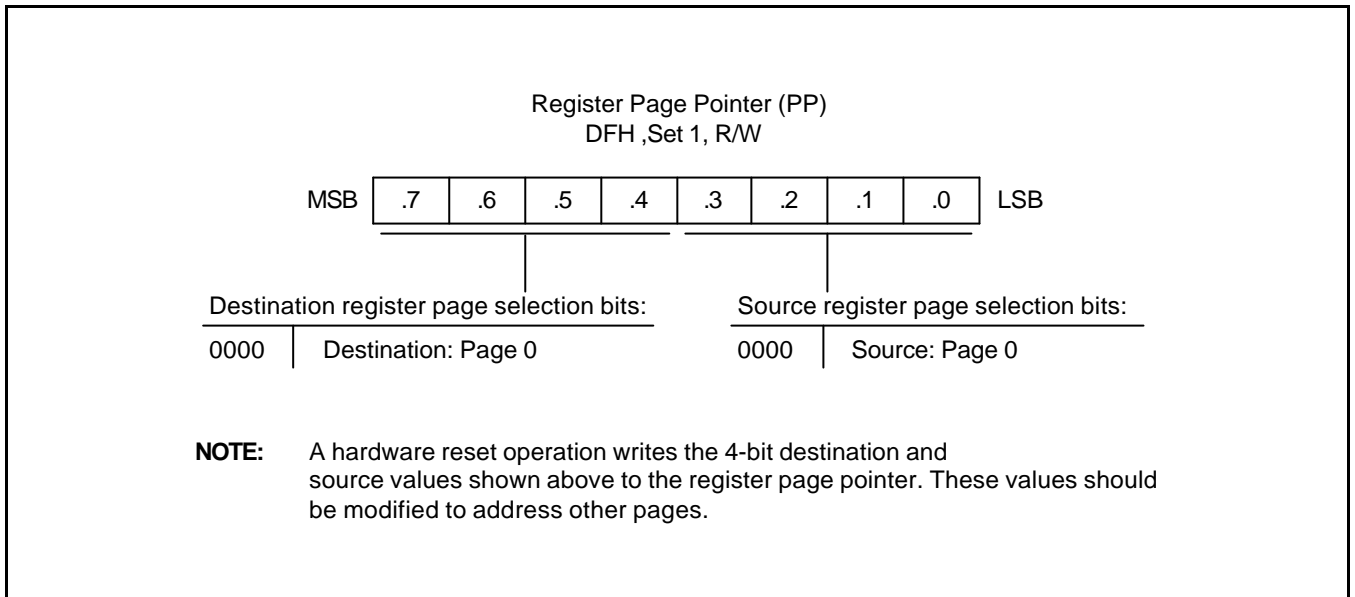 Register Page Pointer (PP)
DFH ,Set 1, R/W
MSB .7 .6 .5 .4 .3 .2 .1 .0 LSB
Destination register page selection bits:
0000 Destination: Page 0
Source register page selection bits:
0000 Source: Page 0
NOTE: A hardware reset operation writes the 4-bit destination and
source values shown above to the register page pointer. These values should
be modified to address other pages.